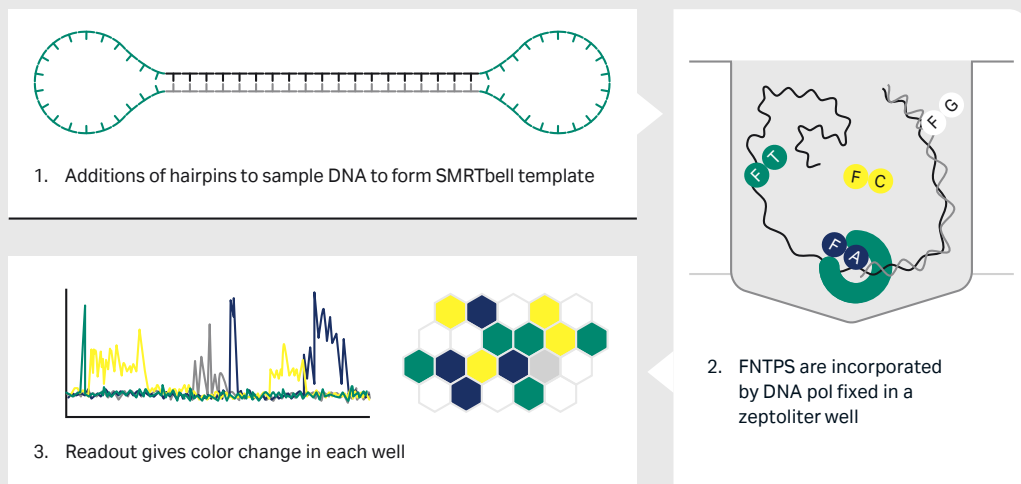 1. Additions of hairpins to sample DNA to form SMRTbell template
F G
F T
F C
F A
2. FNTPS are incorporated
by DNA pol fixed in a
zeptoliter well
3. Readout gives color change in each well